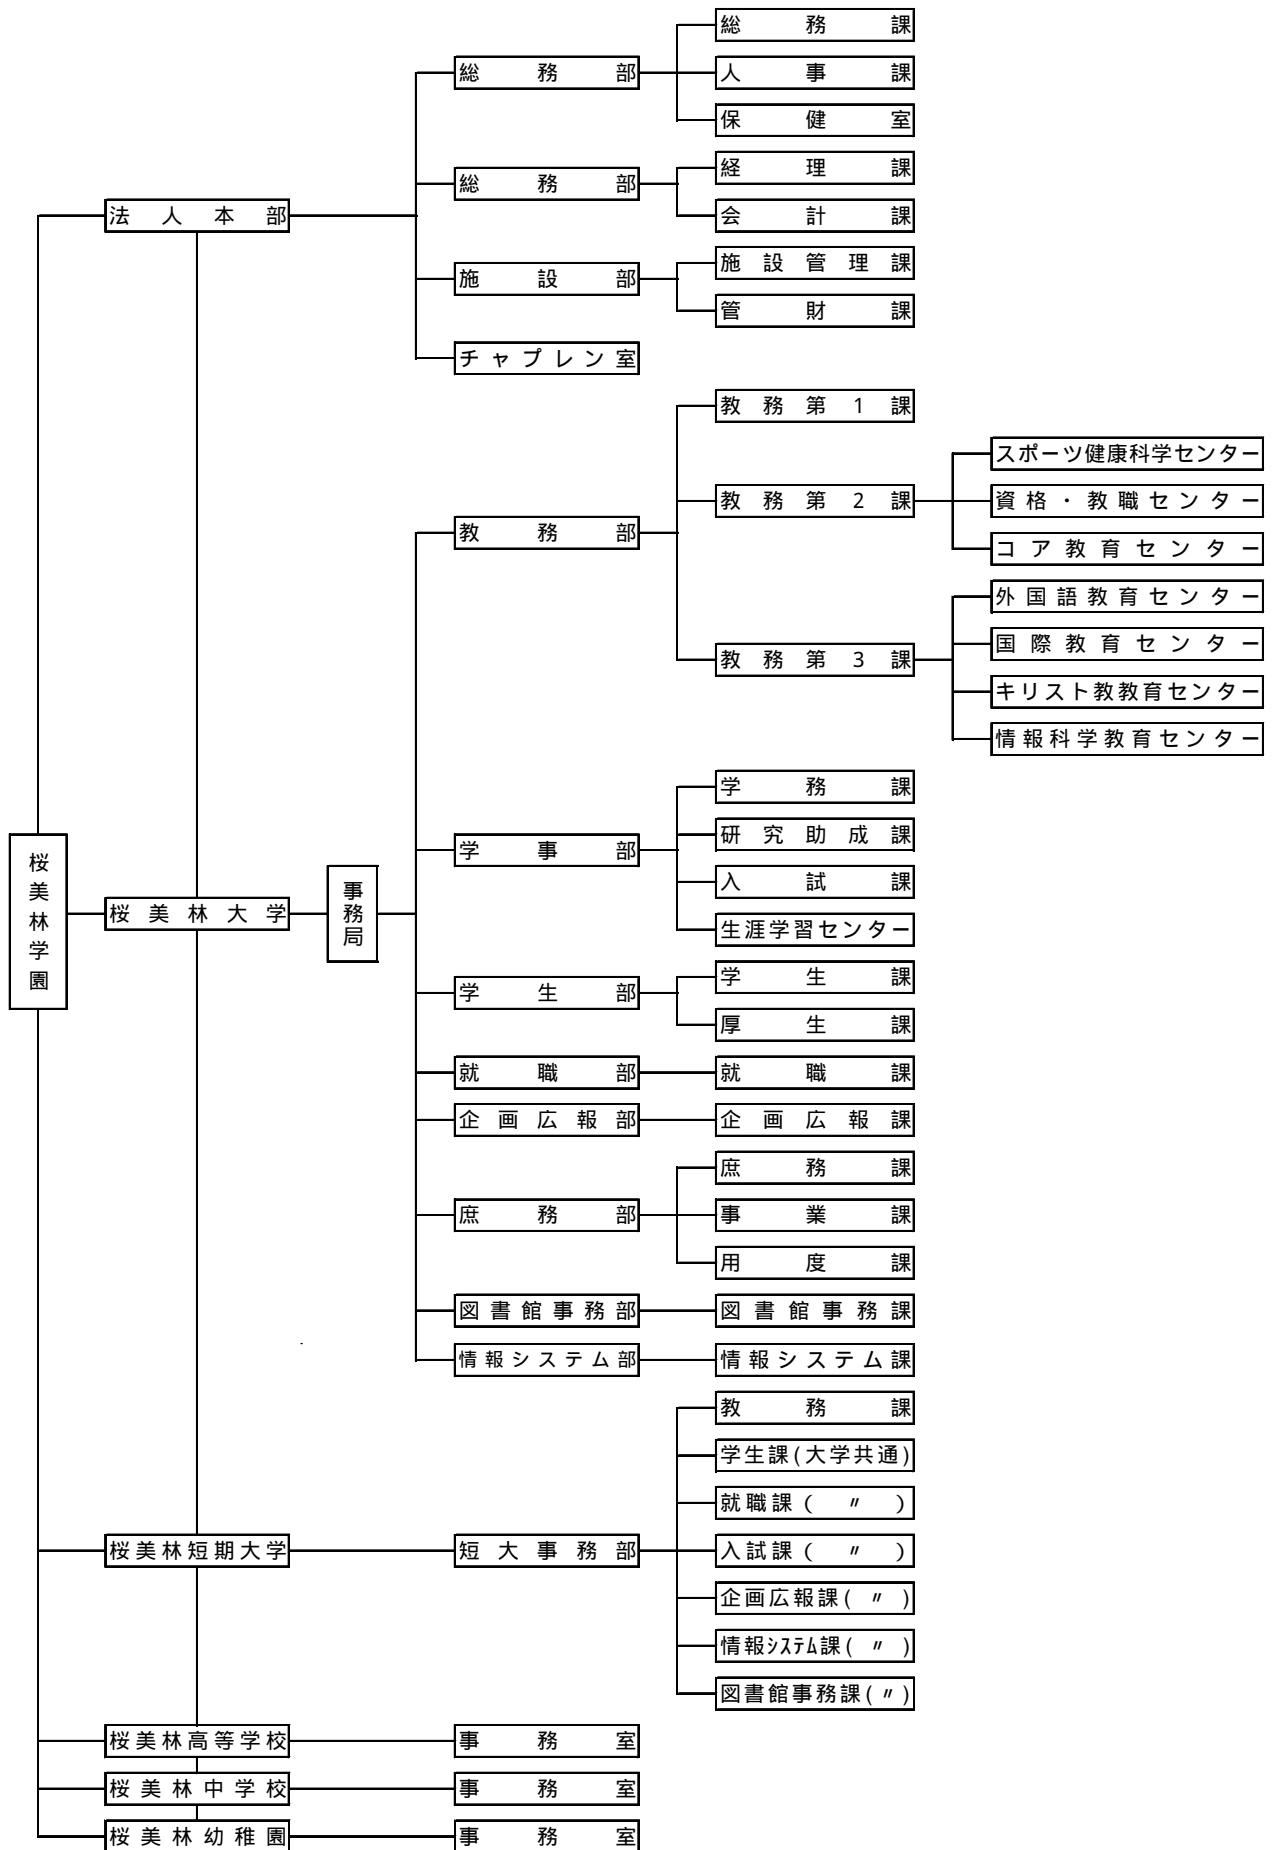 総務課
総務部
人事課
保健室
経理課
総務部
会計課
法人本部
施設管理課
施設部
管財課
チャプレン室
教務第1課
スポーツ健康科学センター
教務第2課
資格・教職センター
教務部
コア教育センター
外国語教育センター
教務第3課
国際教育センター
キリスト教教育センター
情報科学教育センター
学務課
研究助成課
学事部
入試課
生涯学習センター
桜美林学園
桜美林大学
事務局
学生課
学生部
厚生課
就職部
就職課
企画広報部
企画広報課
庶務課
庶務部
事業課
用度課
図書館事務部
図書館事務課
情報システム部
情報システム課
教務課
学生課(大学共通)
就職課(〃)
桜美林短期大学
短大事務部
入試課(〃)
企画広報課(〃)
情報ｼｽﾃﾑ課(〃)
図書館事務課(〃)
桜美林高等学校
事務室
桜美林中学校
事務室
桜美林幼稚園
事務室